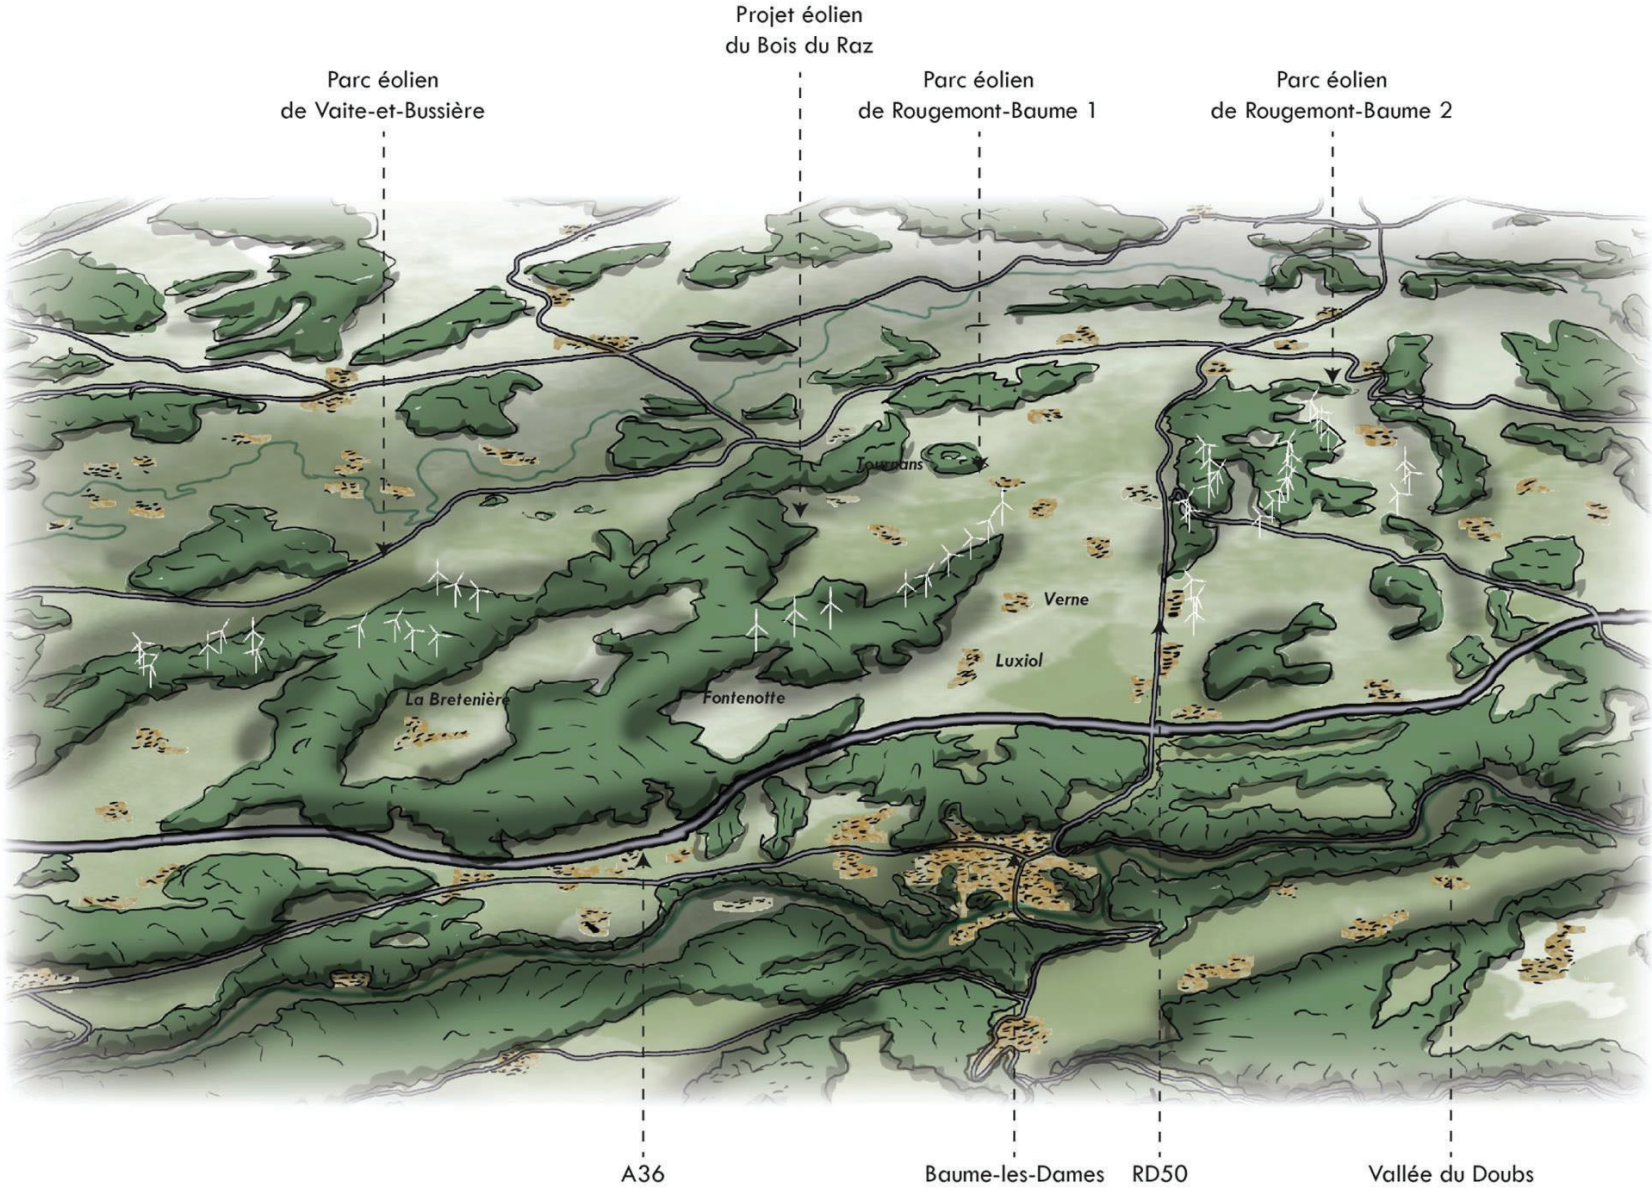 Projet éolien
du Bois du Raz
Parc éolien
de Vaite-et-Bussière
Parc éolien
de Rougemont-Baume 1
Parc éolien
de Rougemont-Baume 2
Tournans
Verne
Luxiol
La Bretenière
Fontenotte
A36
Baume-les-Dames
RD50
Vallée du Doubs